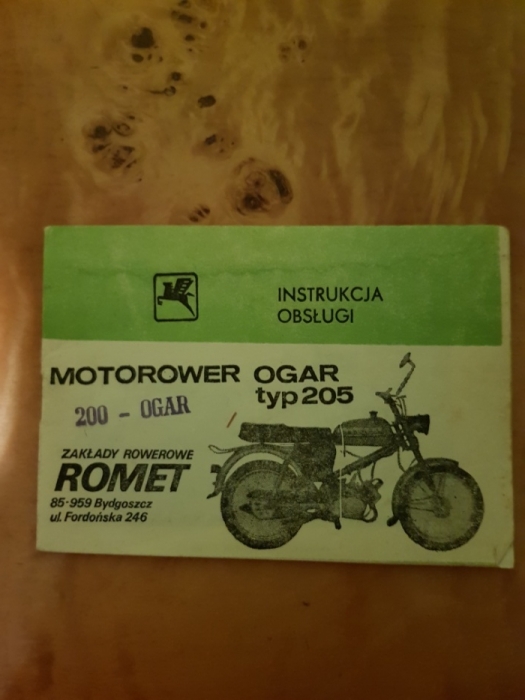 INSTRUKCJA
OBSŁUGI
MOTOROWER OGAR
typ 205
200 - OGAR
ZAKŁADY ROWEROWE
ROMET
85-959 Bydgoszcz
ul. Fordońska 246